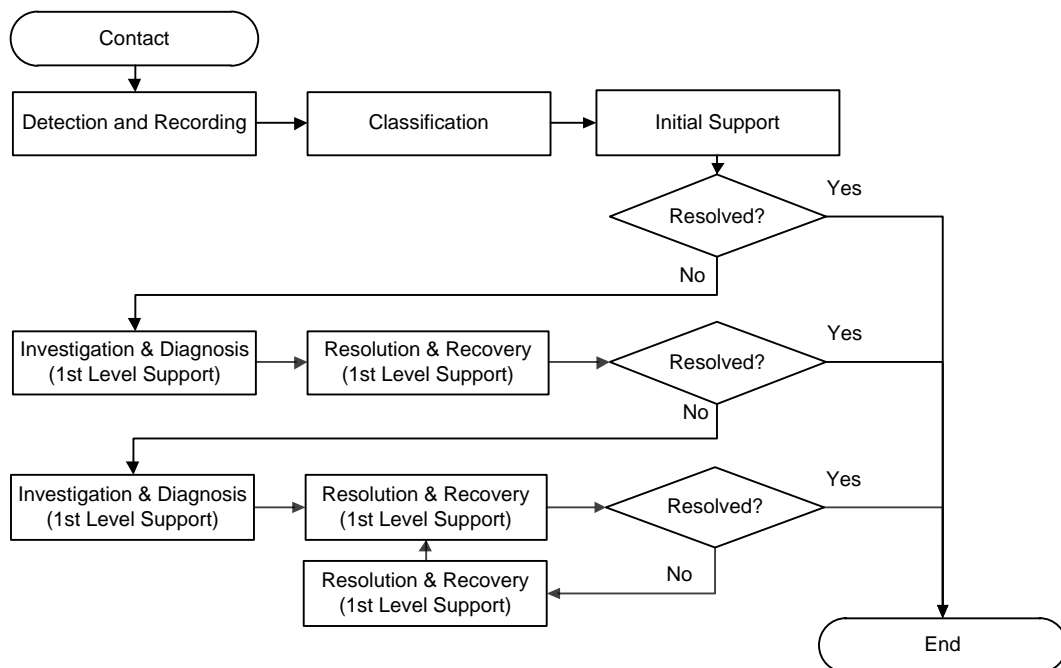 Contact
Detection and Recording
Classification
Initial Support
Yes
Resolved?
No
Investigation & Diagnosis
(1st Level Support)
Resolution & Recovery
(1st Level Support)
Resolved?
Yes
No
Investigation & Diagnosis
(1st Level Support)
Resolution & Recovery
(1st Level Support)
Resolved?
Yes
No
Resolution & Recovery
(1st Level Support)
End